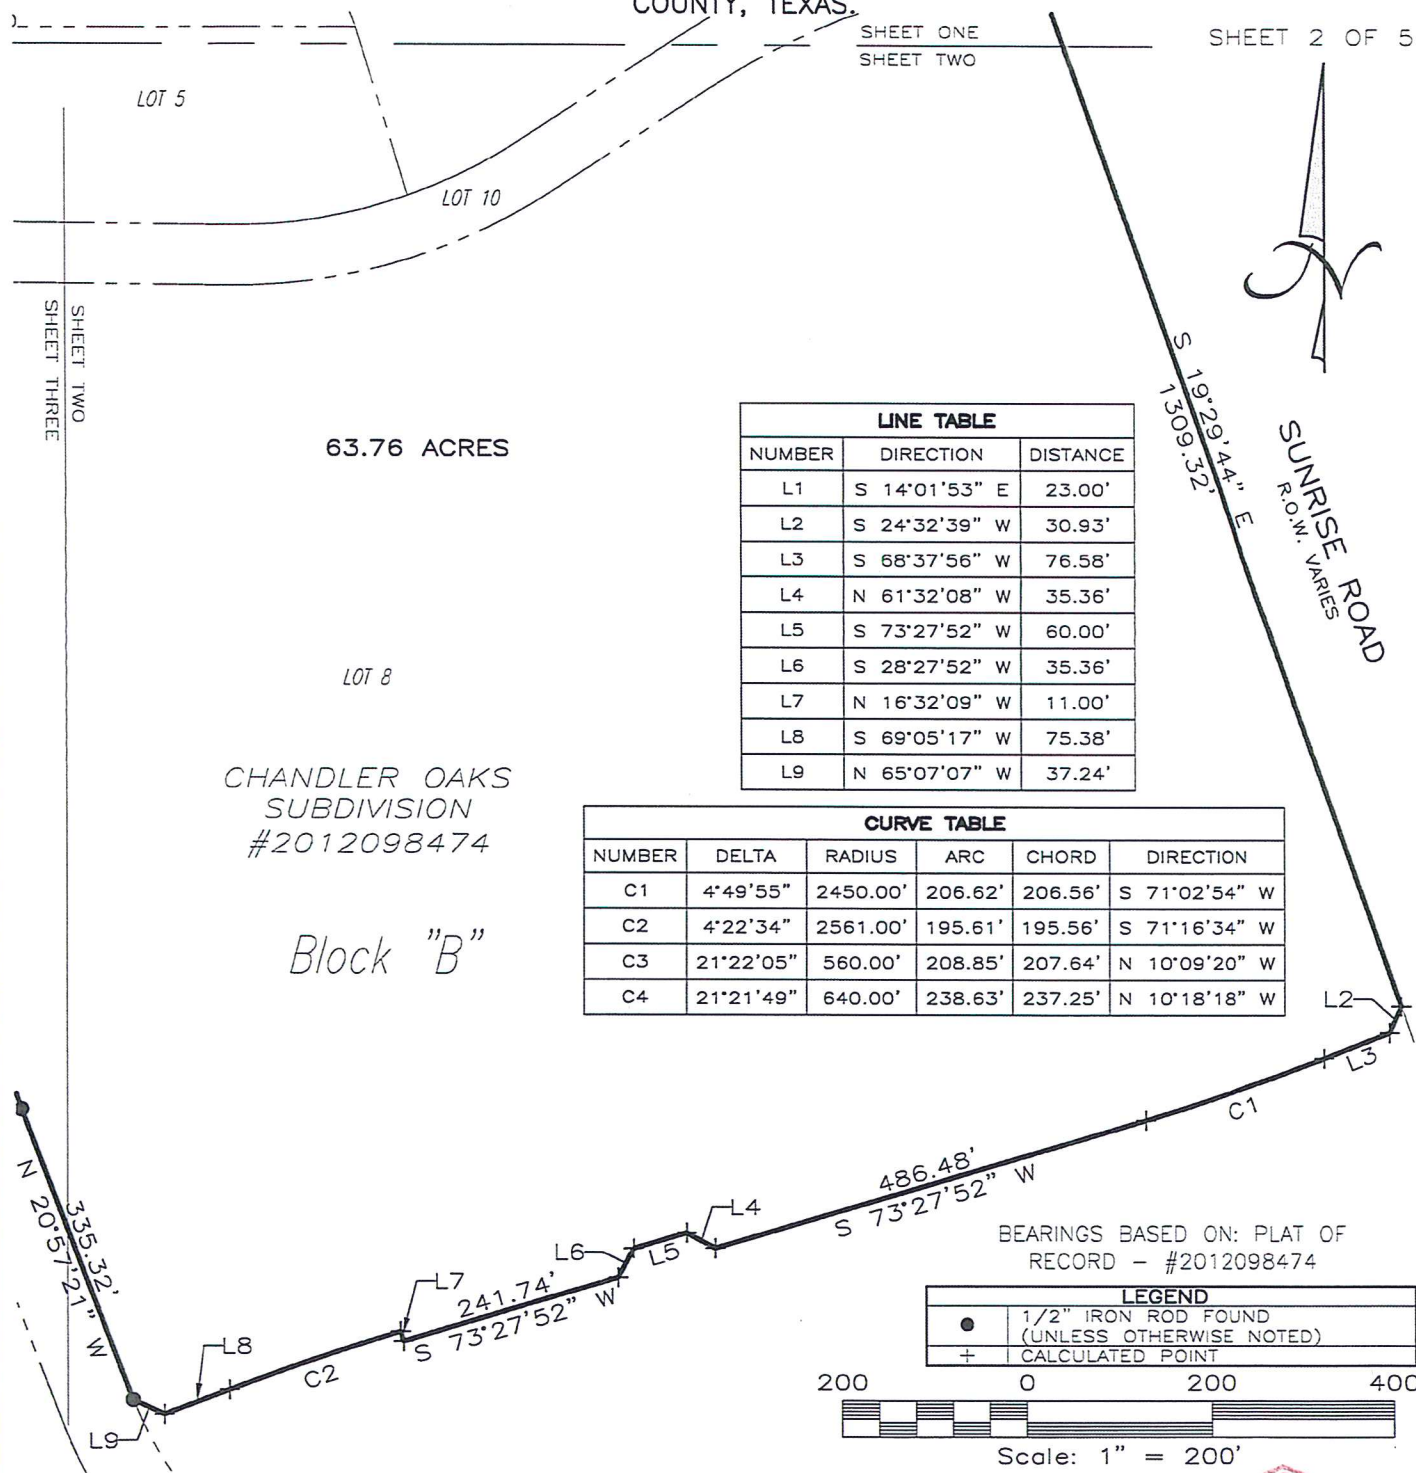 COUNTY, TEXAS.
SHEET ONE
SHEET TWO
SHEET 2 OF 5
LOT 5
LOT 10
SHEET TWO
SHEET THREE
63.76 ACRES
S 19°29'44" E
1309.32'
SUNRISE ROAD
R.O.W. VARIES
LINE TABLE
NUMBER DIRECTION DISTANCE
L1 S 14°01'53" E 23.00'
L2 S 24°32'39" W 30.93'
L3 S 68°37'56" W 76.58'
L4 N 61°32'08" W 35.36'
L5 S 73°27'52" W 60.00'
L6 S 28°27'52" W 35.36'
L7 N 16°32'09" W 11.00'
L8 S 69°05'17" W 75.38'
L9 N 65°07'07" W 37.24'
LOT 8
CHANDLER OAKS
SUBDIVISION
#2012098474
Block "B"
CURVE TABLE
NUMBER DELTA RADIUS ARC CHORD DIRECTION
C1 4°49'55" 2450.00' 206.62' 206.56' S 71°02'54" W
C2 4°22'34" 2561.00' 195.61' 195.56' S 71°16'34" W
C3 21°22'05" 560.00' 208.85' 207.64' N 10°09'20" W
C4 21°21'49" 640.00' 238.63' 237.25' N 10°18'18" W
L2
L3
C1
486.48'
S 73°27'52" W
L4
L5
L6
241.74'
S 73°27'52" W
L7
C2
L8
L9
335.32'
N 20°57'21" W
BEARINGS BASED ON: PLAT OF
RECORD - #2012098474
LEGEND
1/2" IRON ROD FOUND
(UNLESS OTHERWISE NOTED)
CALCULATED POINT
200 0 200 400
Scale: 1" = 200'